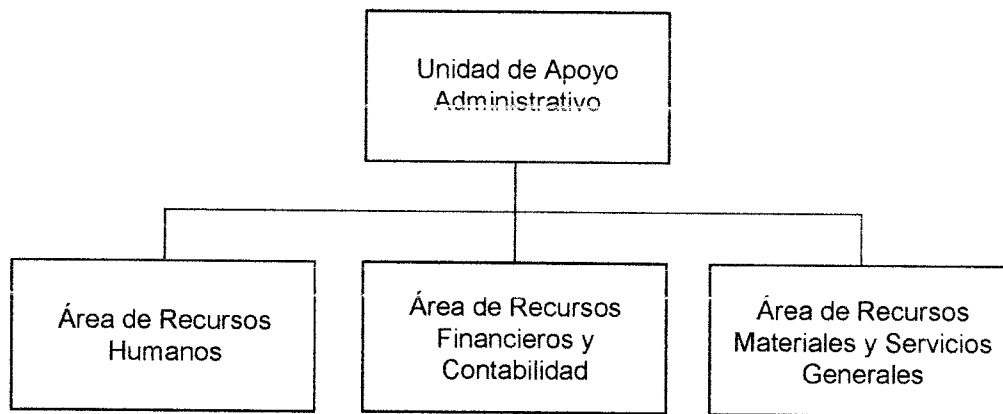 Unidad de Apoyo
Administrativo
Área de Recursos
Humanos
Área de Recursos
Financieros y
Contabilidad
Área de Recursos
Materiales y Servicios
Generales